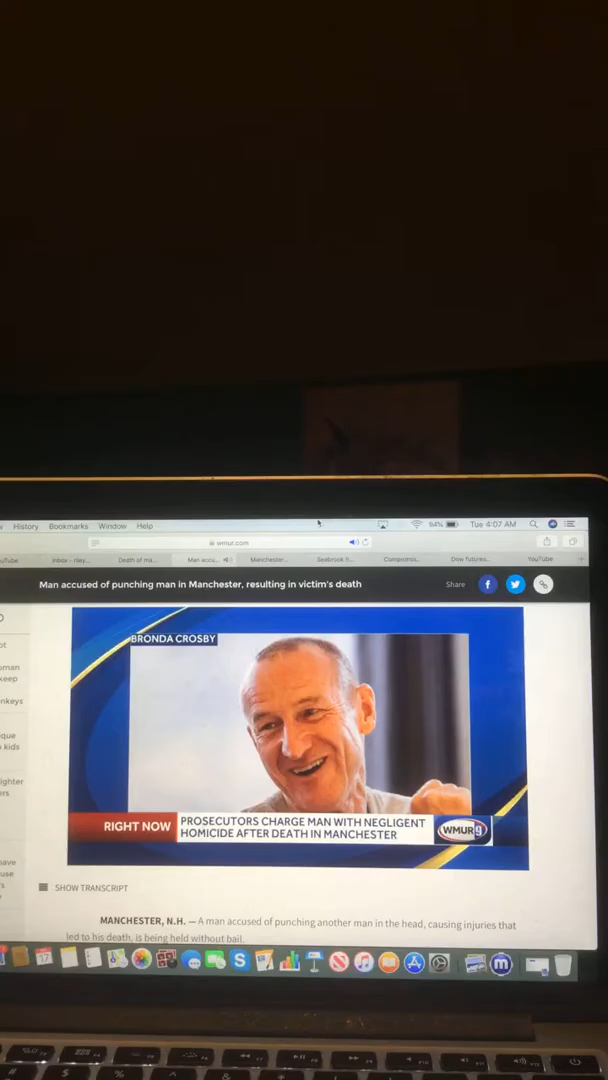 History Bookmarks Window Help 94% Tue 4:07 AM
wmur.com
Man accused of punching man in Manchester, resulting in victim's death
Share
BRONDA CROSBY
RIGHT NOW
PROSECUTORS CHARGE MAN WITH NEGLIGENT
HOMICIDE AFTER DEATH IN MANCHESTER
WMUR 9
SHOW TRANSCRIPT
MANCHESTER, N.H. — A man accused of punching another man in the head, causing injuries that
led to his death, is being held without bail.